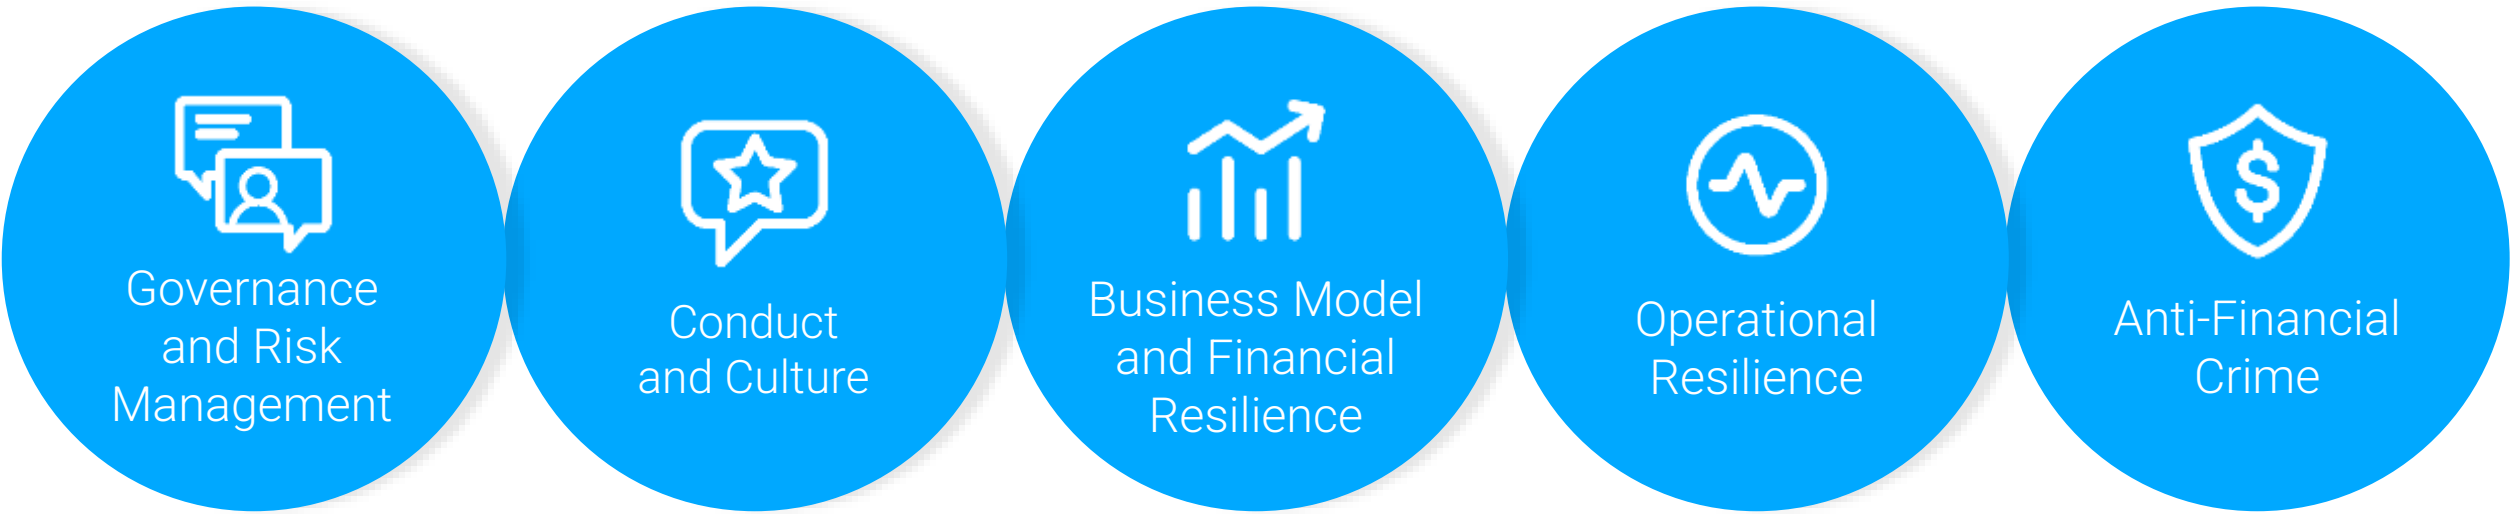 Governance
and Risk
Management
Conduct
and Culture
Business Model
and Financial
Resilience
Operational
Resilience
Anti-Financial
Crime